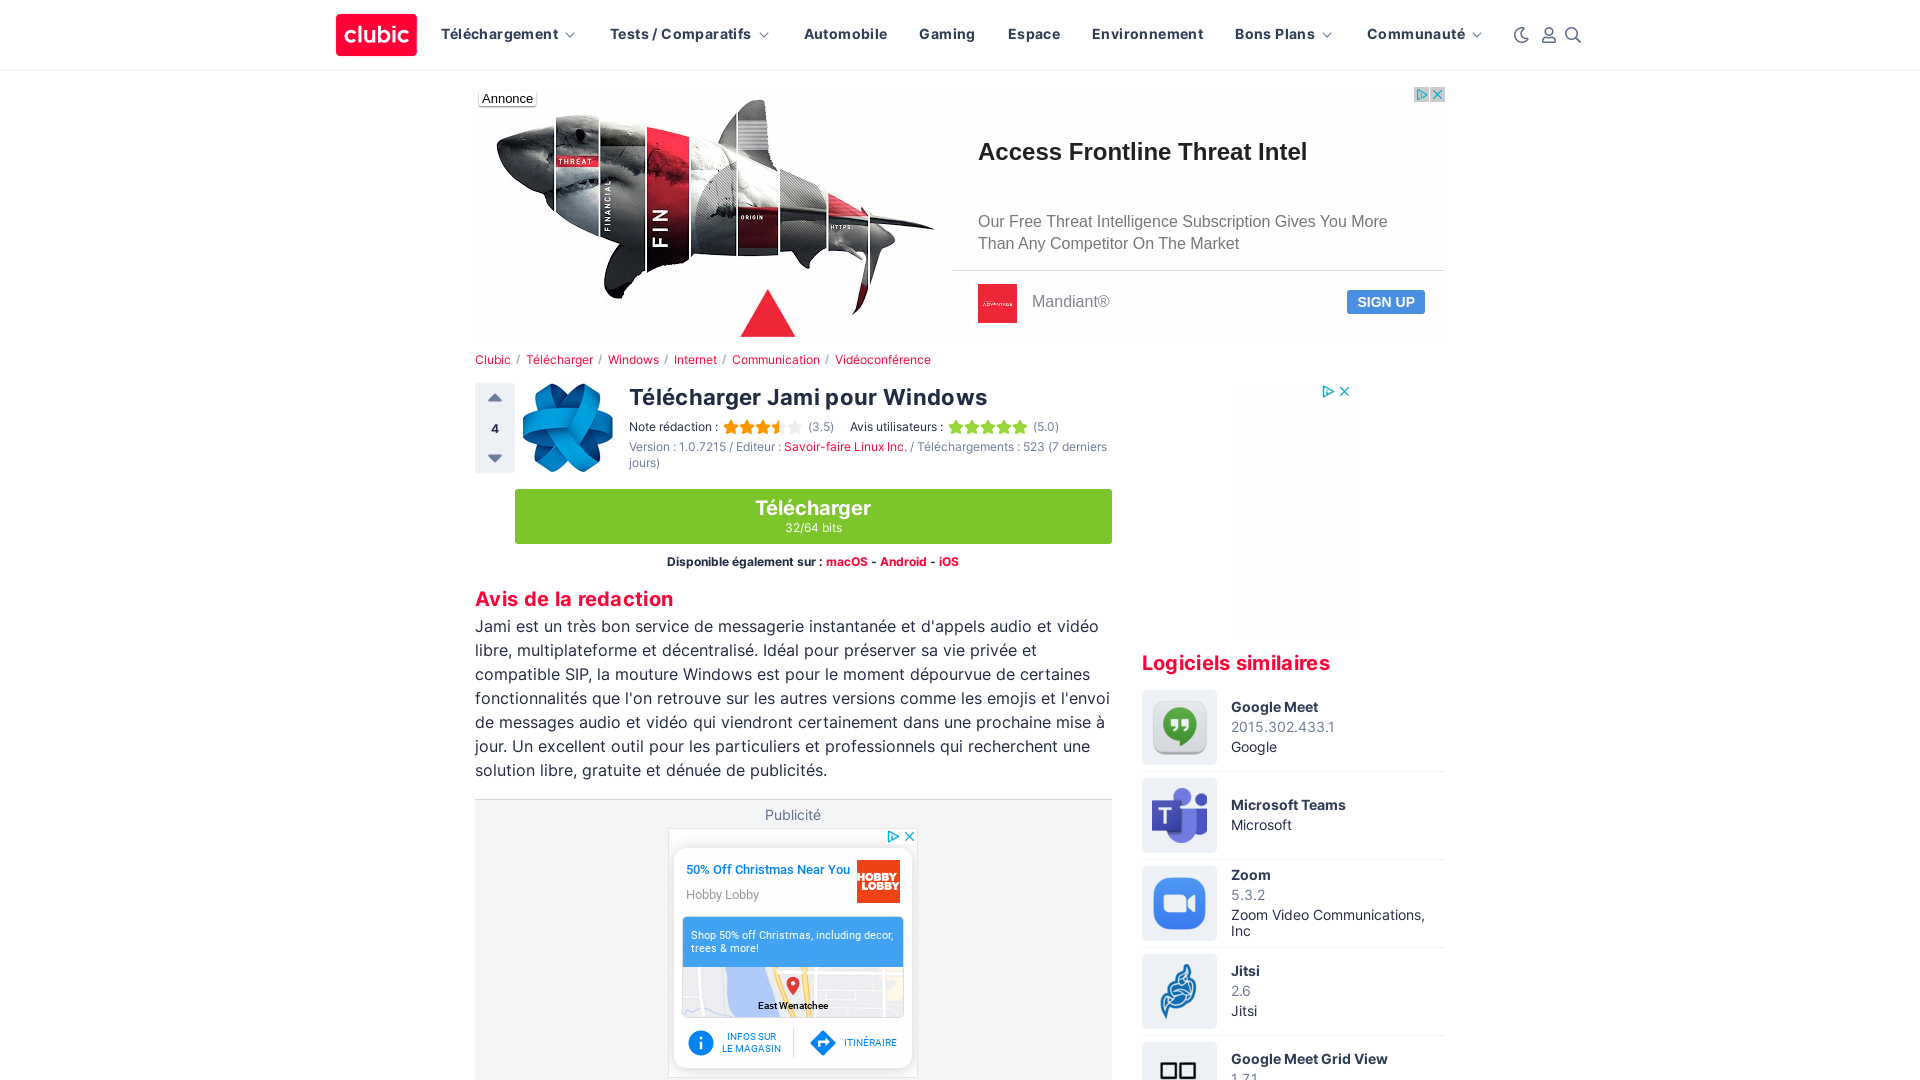 clubic
Téléchargement
Tests / Comparatifs
Automobile
Gaming
Espace
Environnement
Bons Plans
Communauté
Annonce
THREAT
FINANCIAL
FIN
ORIGIN
HTTPS:
Access Frontline Threat Intel
Our Free Threat Intelligence Subscription Gives You More
Than Any Competitor On The Market
ADVANTAGE
Mandiant®
SIGN UP
Clubic / Télécharger / Windows / Internet / Communication / Vidéoconférence
4
Télécharger Jami pour Windows
Note rédaction : (3.5) Avis utilisateurs : (5.0)
Version : 1.0.7215 / Editeur : Savoir-faire Linux Inc. / Téléchargements : 523 (7 derniers
jours)
Télécharger
32/64 bits
Disponible également sur : macOS - Android - iOS
Avis de la redaction
Jami est un très bon service de messagerie instantanée et d'appels audio et vidéo
libre, multiplateforme et décentralisé. Idéal pour préserver sa vie privée et
compatible SIP, la mouture Windows est pour le moment dépourvue de certaines
fonctionnalités que l'on retrouve sur les autres versions comme les emojis et l'envoi
de messages audio et vidéo qui viendront certainement dans une prochaine mise à
jour. Un excellent outil pour les particuliers et professionnels qui recherchent une
solution libre, gratuite et dénuée de publicités.
Publicité
50% Off Christmas Near You
Hobby Lobby
HOBBY
LOBBY
Shop 50% off Christmas, including decor,
trees & more!
East Wenatchee
INFOS SUR
LE MAGASIN
ITINÉRAIRE
Logiciels similaires
Google Meet
2015.302.433.1
Google
T
Microsoft Teams
Microsoft
Zoom
5.3.2
Zoom Video Communications,
Inc
Jitsi
2.6
Jitsi
Google Meet Grid View
1.7.1